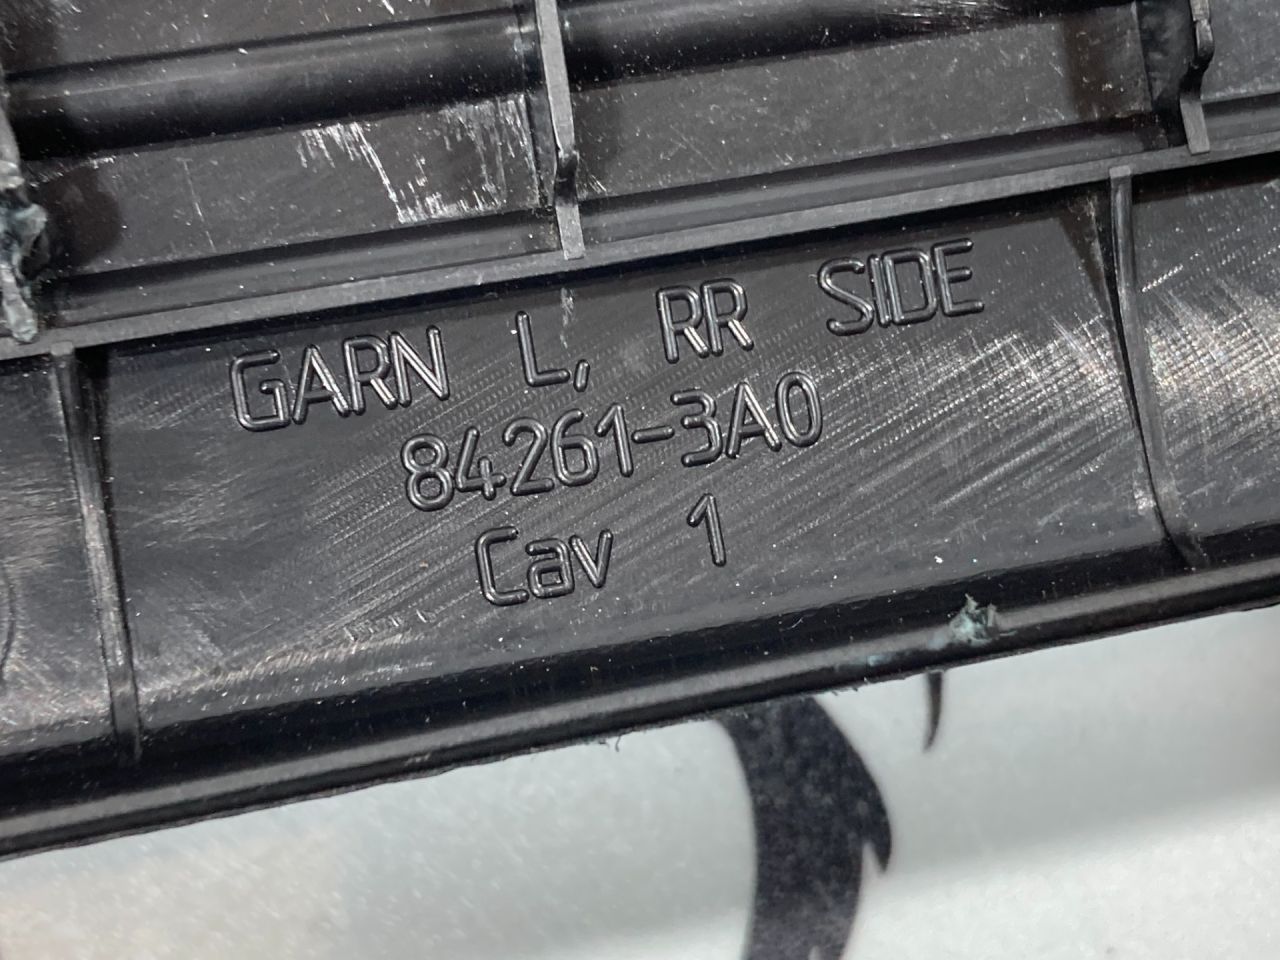 GARN L, RR SIDE
84261-3A0
Cav 1